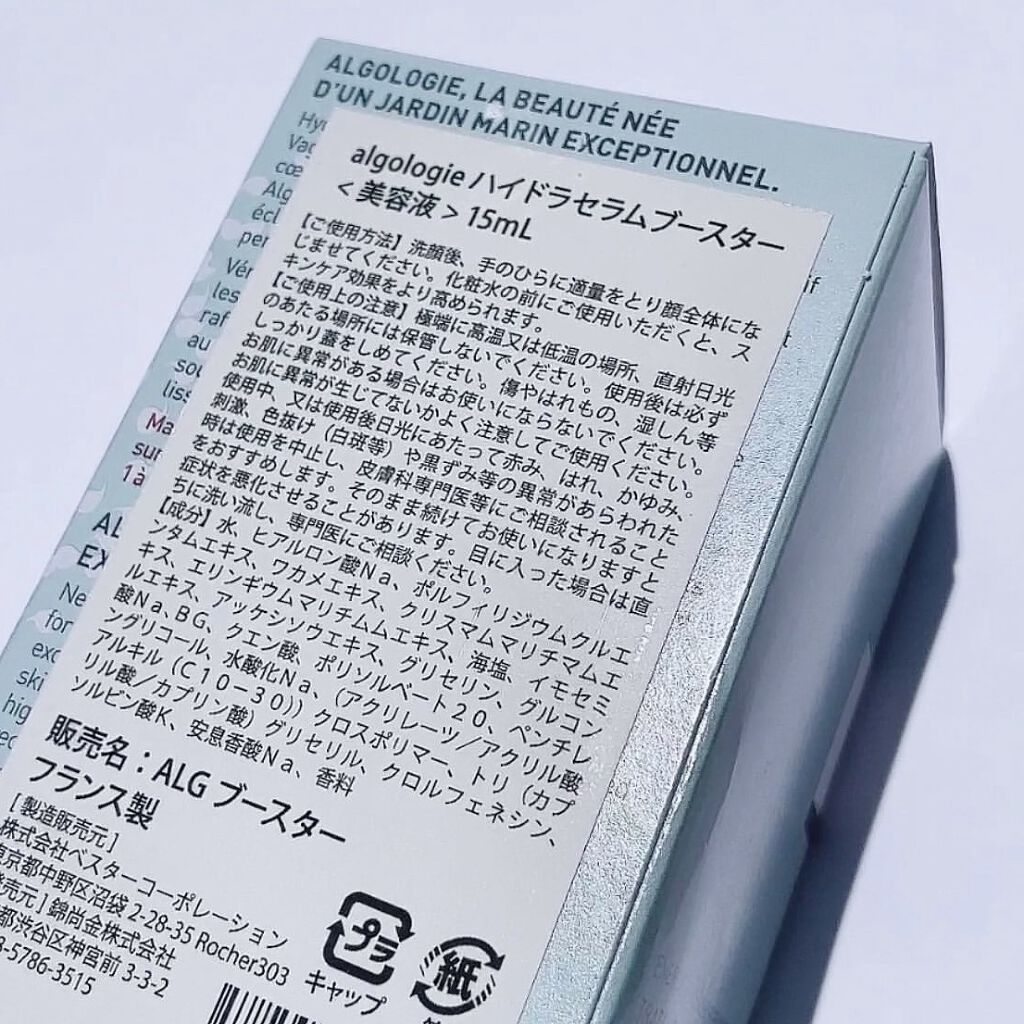 ALGOLOGIE, LA BEAUTÉ NÉE
D'UN JARDIN MARIN EXCEPTIONNEL.
algologie ハイドラセラムブースター
<美容液> 15mL
【ご使用方法】洗顔後、手のひらに適量をとり顔全体にな
じませてください。化粧水の前にご使用いただくと、ス
キンケア効果をより高められます。
【ご使用上の注意】極端に高温又は低温の場所、直射日光
のあたる場所には保管しないでください。使用後は必ず
しっかり蓋をしめてください。傷やはれもの、湿しん等
お肌に異常がある場合はお使いにならないでください。
お肌に異常が生じてないかよく注意してご使用ください。
使用中、又は使用後日光にあたって赤み、はれ、かゆみ、
刺激、色抜け（白斑等）や黒ずみ等の異常があらわれた
時は使用を中止し、皮膚科専門医等にご相談されること
をおすすめします。そのまま続けてお使いになりますと
症状を悪化させることがあります。目に入った場合は直
ちに洗い流し、専門医にご相談ください。
【成分】水、ヒアルロン酸Ｎａ、ポルフィリジウムクルエ
ンタムエキス、ワカメエキス、クリスマムマリチマムエ
キス、エリンギウムマリチムムエキス、海塩、イモセミ
ルエキス、アッケシソウエキス、グリセリン、グルコン
酸Ｎａ、ＢＧ、クエン酸、ポリソルベート２０、ペンチレ
ングリコール、水酸化Ｎａ、（アクリレーツ／アクリル酸
アルキル（Ｃ１０－３０））クロスポリマー、トリ（カプ
リル酸／カプリン酸）グリセリル、クロルフェネシン、
ソルビン酸Ｋ、安息香酸Ｎａ、香料
販売名：ALG ブースター
フランス製
[ 製造販売元 ]
株式会社ベスターコーポレーション
東京都中野区沼袋 2-28-35 Rocher303
発売元 ] 錦尚金株式会社
都渋谷区神宮前 3-3-2
-5786-3515
プラ
キャップ
紙